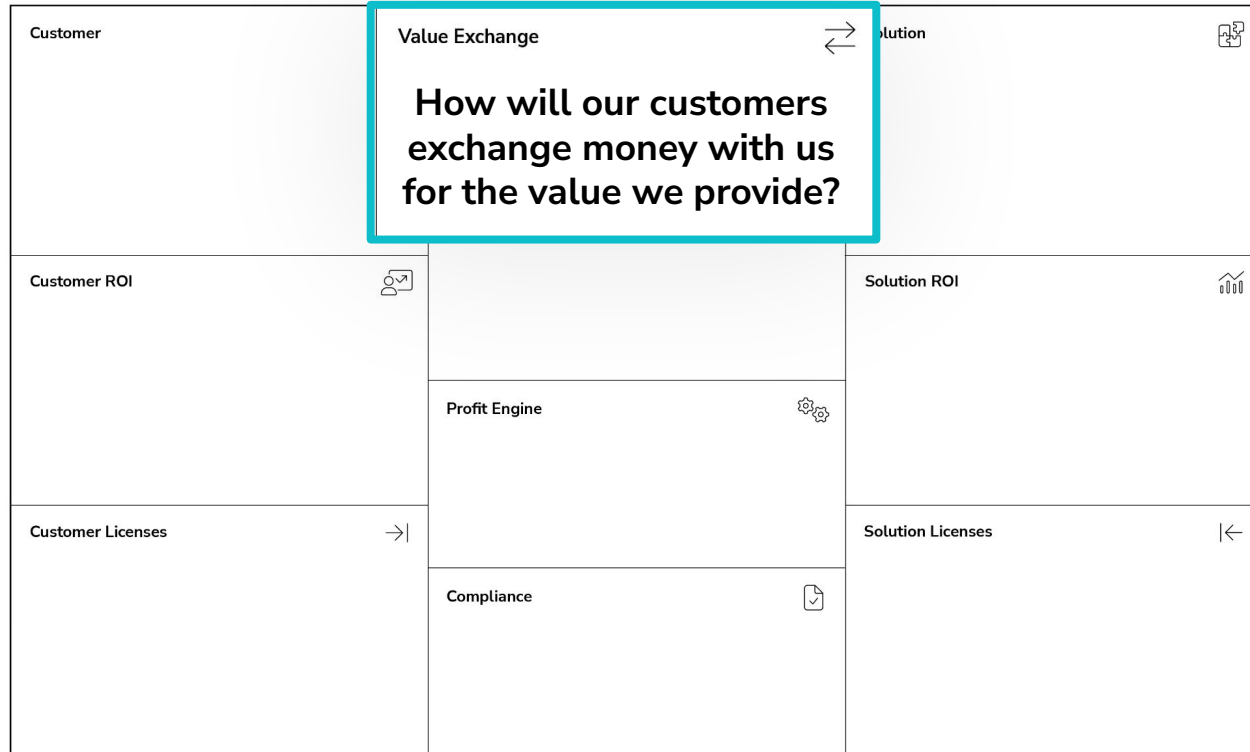 Customer
Value Exchange
How will our customers
exchange money with us
for the value we provide?
olution
Customer ROI
Solution ROI
Profit Engine
Customer Licenses
Solution Licenses
Compliance